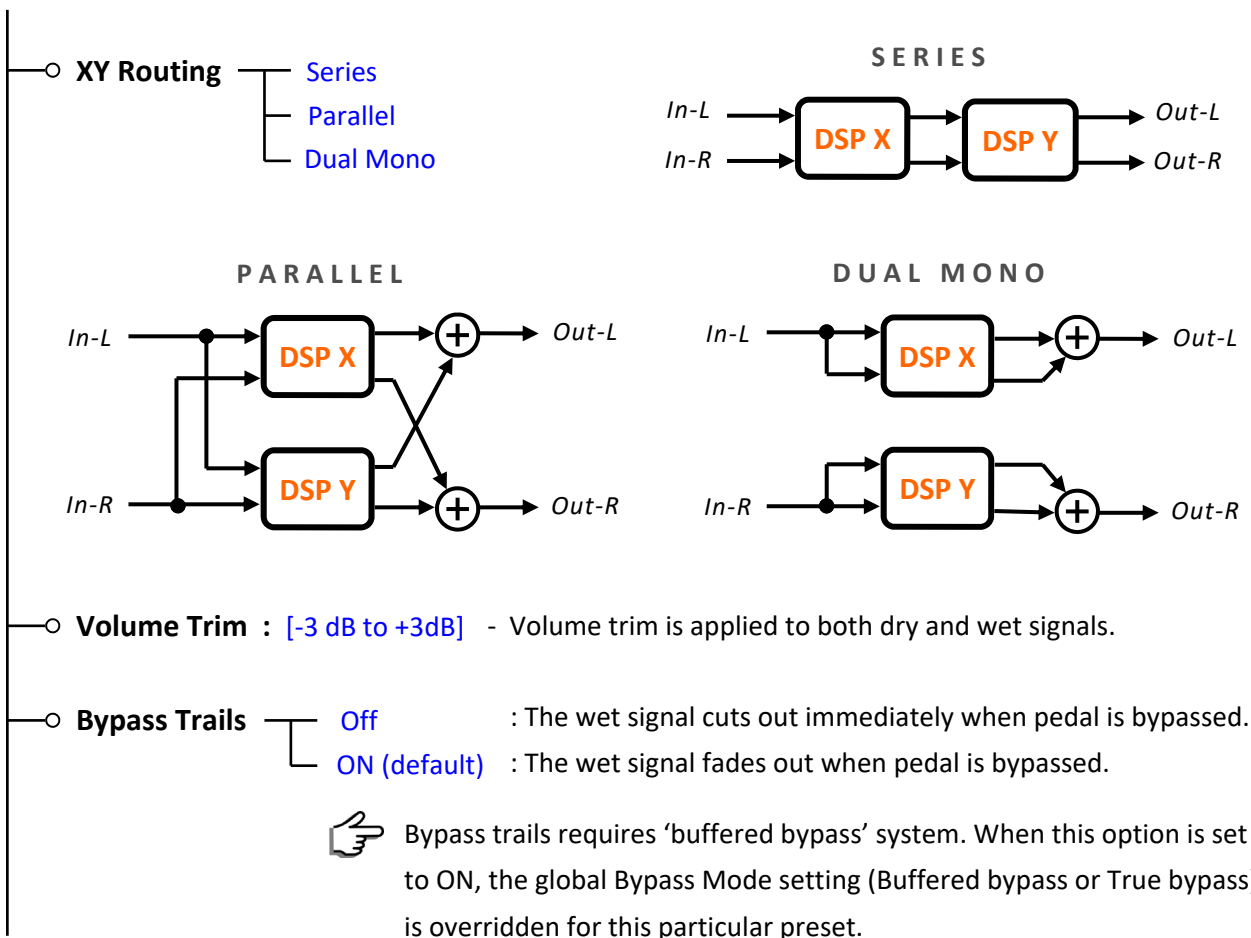 XY Routing
Series
Parallel
Dual Mono
SERIES
In-L
In-R
DSP X
DSP Y
Out-L
Out-R
PARALLEL
In-L
In-R
DSP X
DSP Y
+
+
Out-L
Out-R
DUAL MONO
In-L
In-R
DSP X
DSP Y
+
+
Out-L
Out-R
Volume Trim : [-3 dB to +3dB] - Volume trim is applied to both dry and wet signals.
Bypass Trails
Off : The wet signal cuts out immediately when pedal is bypassed.
ON (default) : The wet signal fades out when pedal is bypassed.
Bypass trails requires ‘buffered bypass’ system. When this option is set
to ON, the global Bypass Mode setting (Buffered bypass or True bypass)
is overridden for this particular preset.